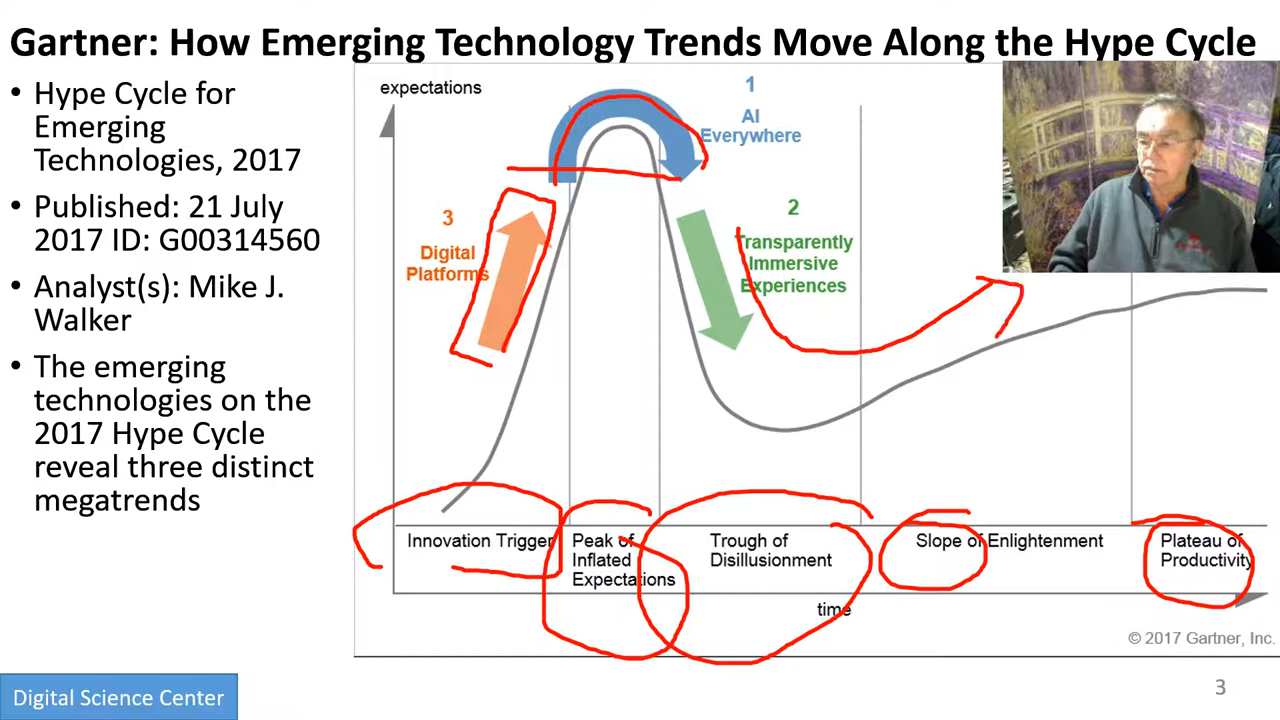 Gartner: How Emerging Technology Trends Move Along the Hype Cycle
• Hype Cycle for
Emerging
Technologies, 2017
• Published: 21 July
2017 ID: G00314560
• Analyst(s): Mike J.
Walker
• The emerging
technologies on the
2017 Hype Cycle
reveal three distinct
megatrends
expectations
1
AI
Everywhere
2
Transparently
Immersive
Experiences
3
Digital
Platforms
Innovation Trigger
Peak of
Inflated
Expectations
Trough of
Disillusionment
Slope of Enlightenment
Plateau of
Productivity
time
© 2017 Gartner, Inc.
Digital Science Center
3